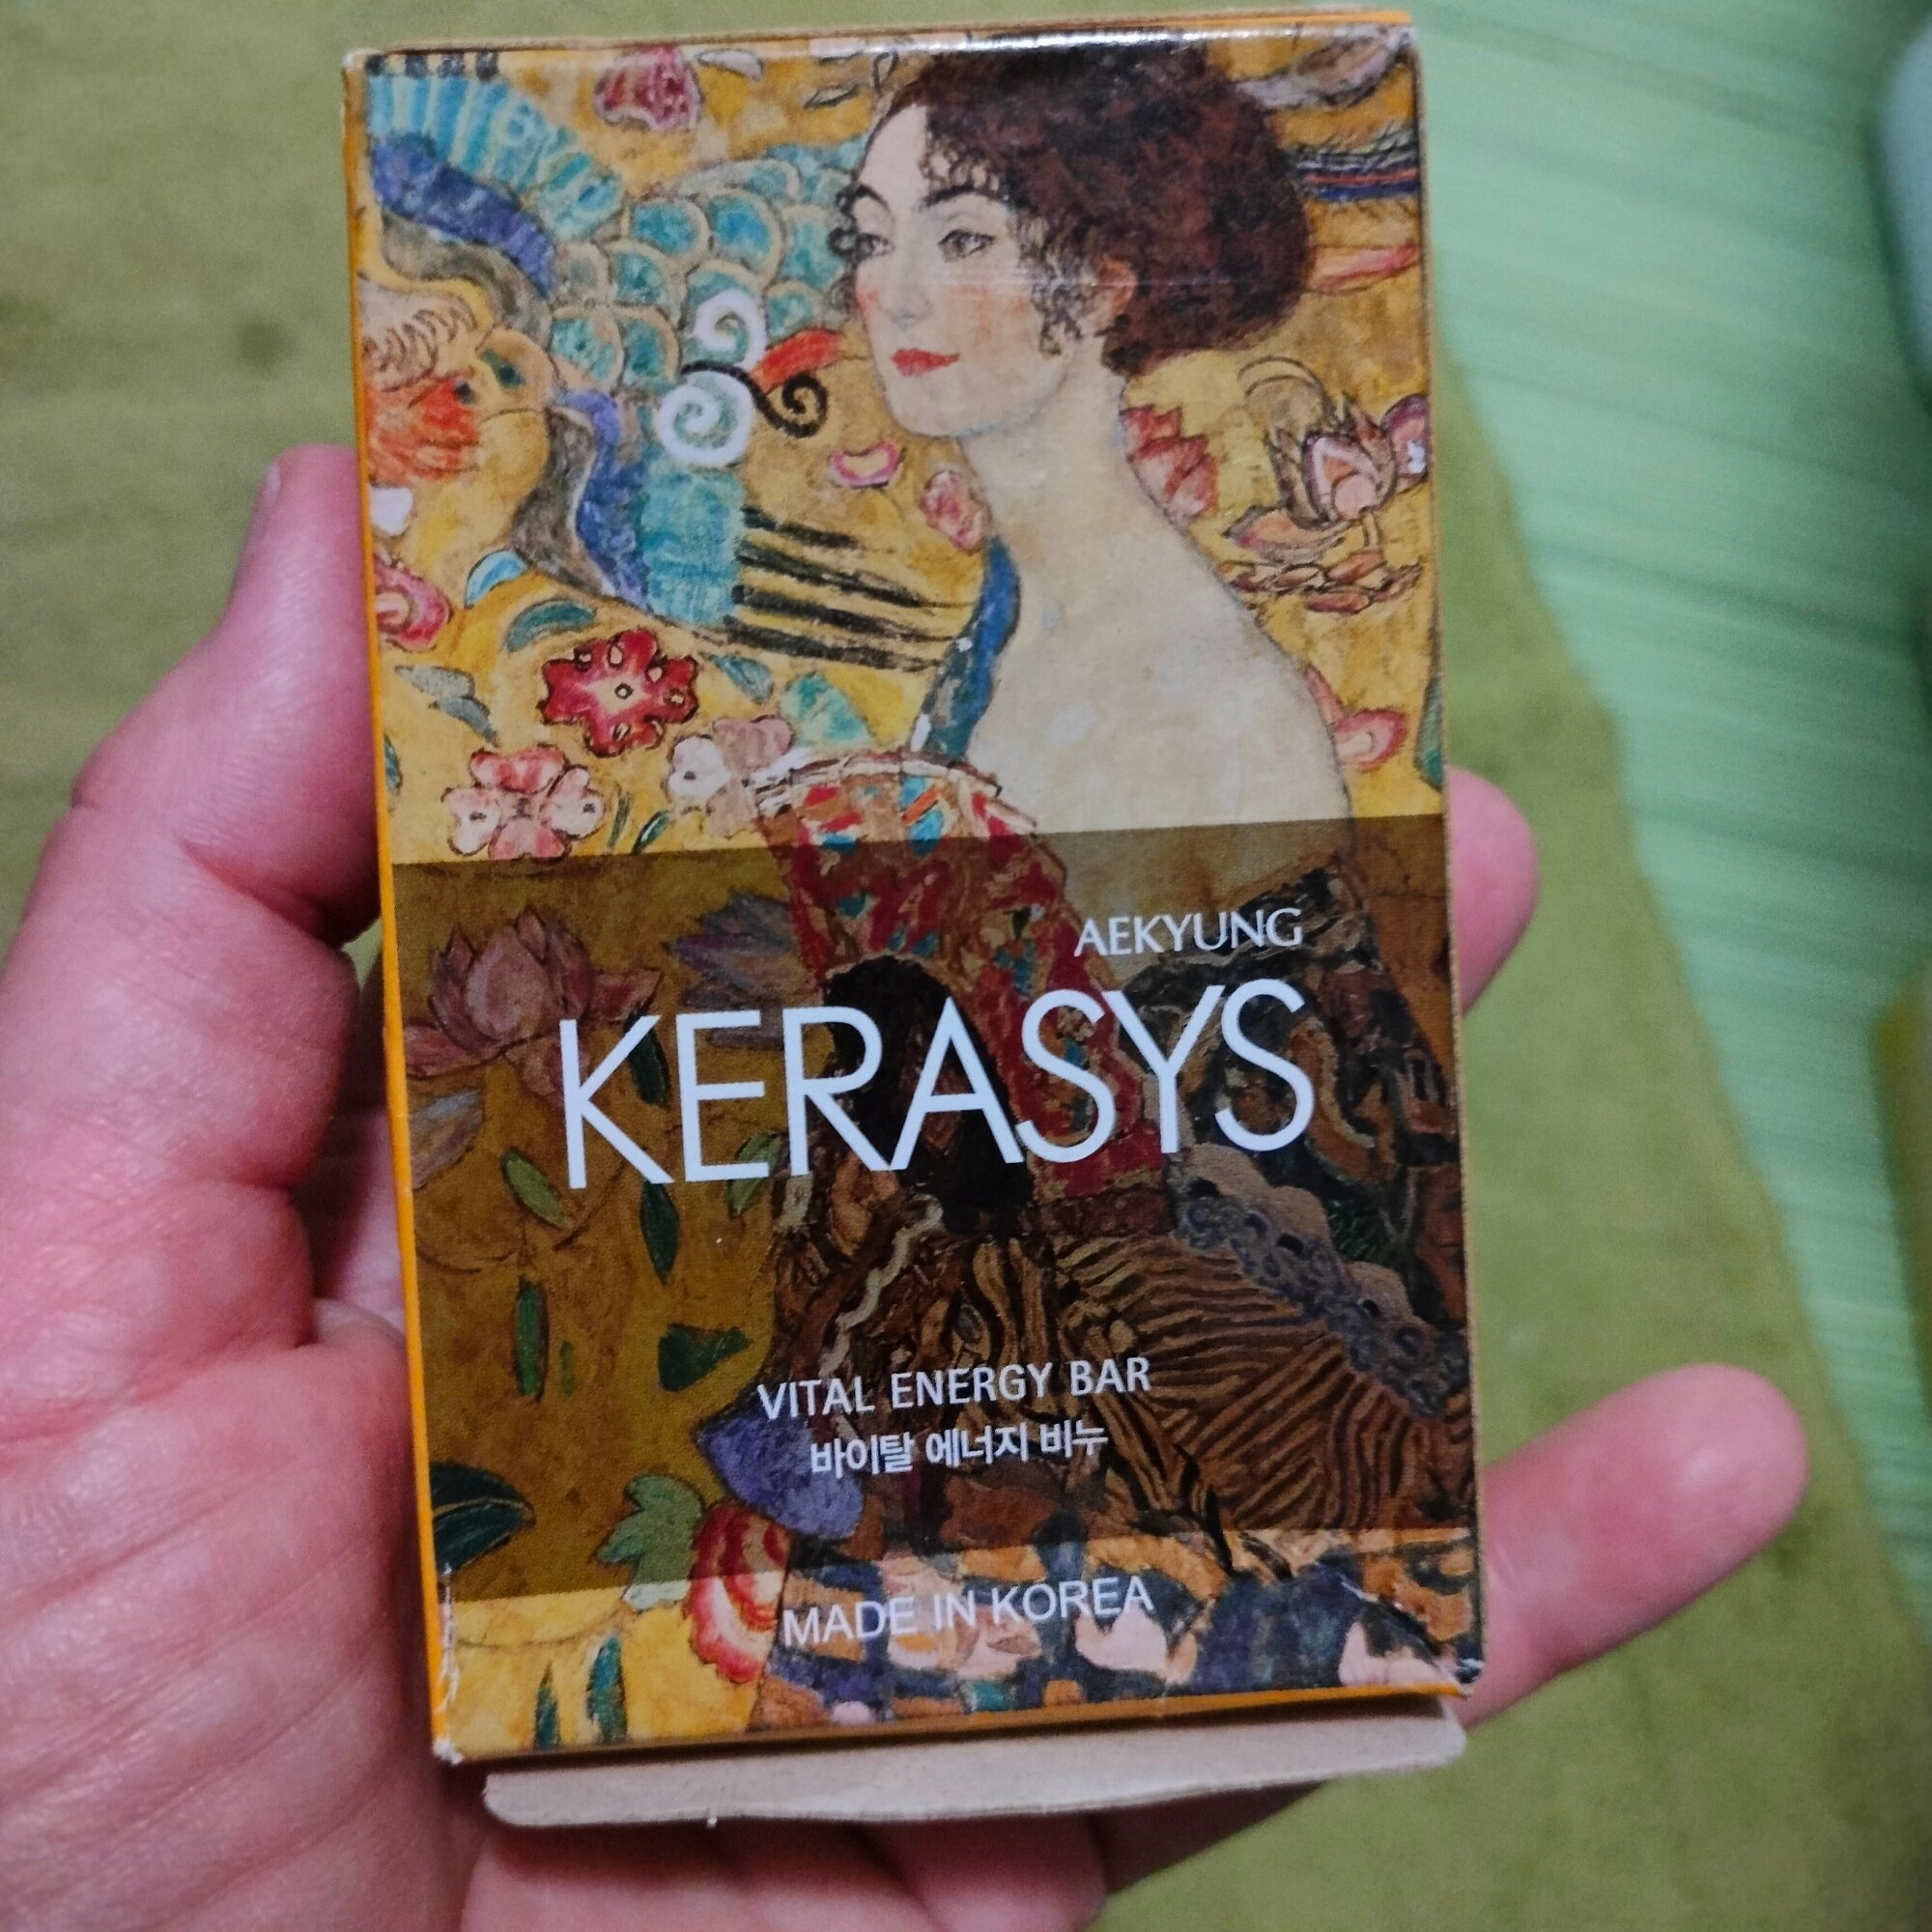 AEKYUNG
KERASYS
VITAL ENERGY BAR
바이탈 에너지 비누
MADE IN KOREA